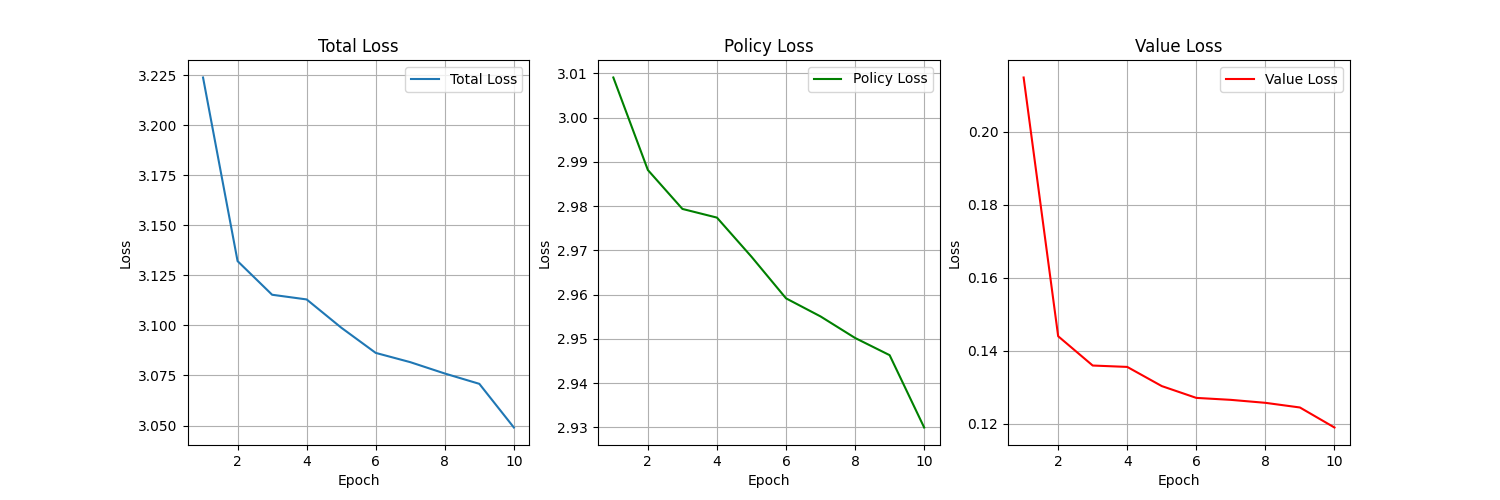 Total Loss
Total Loss
3.225
3.200
3.175
3.150
3.125
3.100
3.075
3.050
Loss
2 4 6 8 10
Epoch
Policy Loss
Policy Loss
3.01
3.00
2.99
2.98
2.97
2.96
2.95
2.94
2.93
Loss
2 4 6 8 10
Epoch
Value Loss
Value Loss
0.20
0.18
0.16
0.14
0.12
Loss
2 4 6 8 10
Epoch